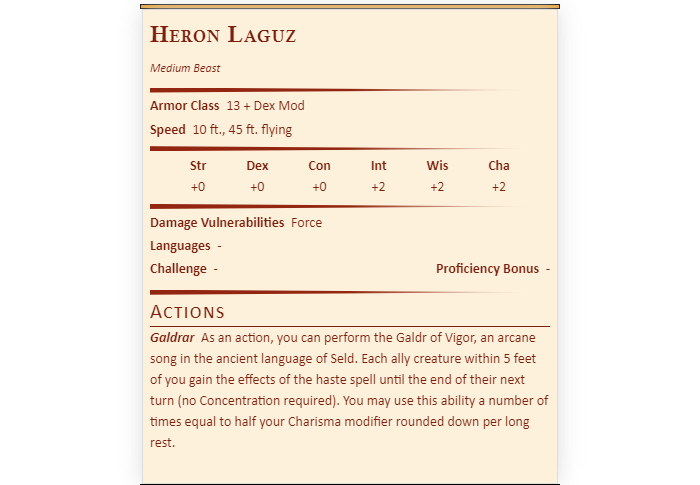 Heron Laguz
Medium Beast
Armor Class 13 + Dex Mod
Speed 10 ft., 45 ft. flying
Str Dex Con Int Wis Cha
+0 +0 +0 +2 +2 +2
Damage Vulnerabilities Force
Languages -
Challenge - Proficiency Bonus -
Actions
Galdrar As an action, you can perform the Galdr of Vigor, an arcane
song in the ancient language of Seld. Each ally creature within 5 feet
of you gain the effects of the haste spell until the end of their next
turn (no Concentration required). You may use this ability a number of
times equal to half your Charisma modifier rounded down per long
rest.